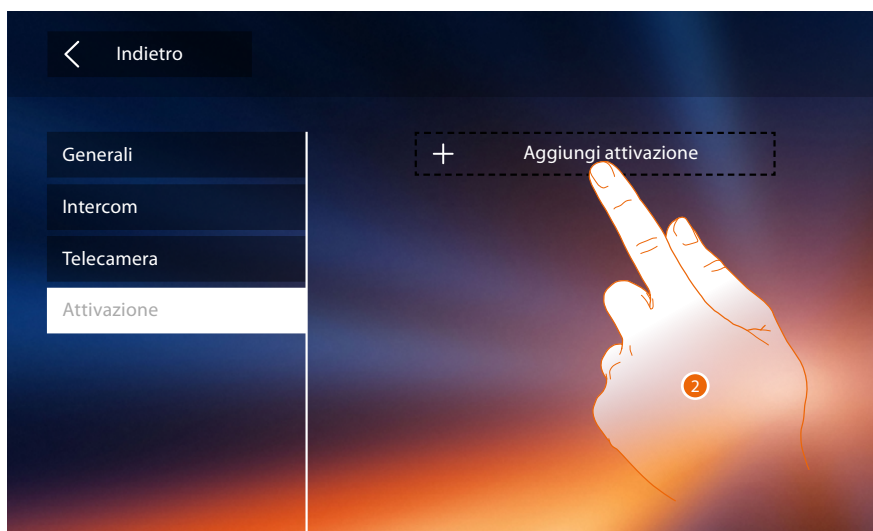 Indietro
Generali
Intercom
Telecamera
Attivazione
Aggiungi attivazione
2